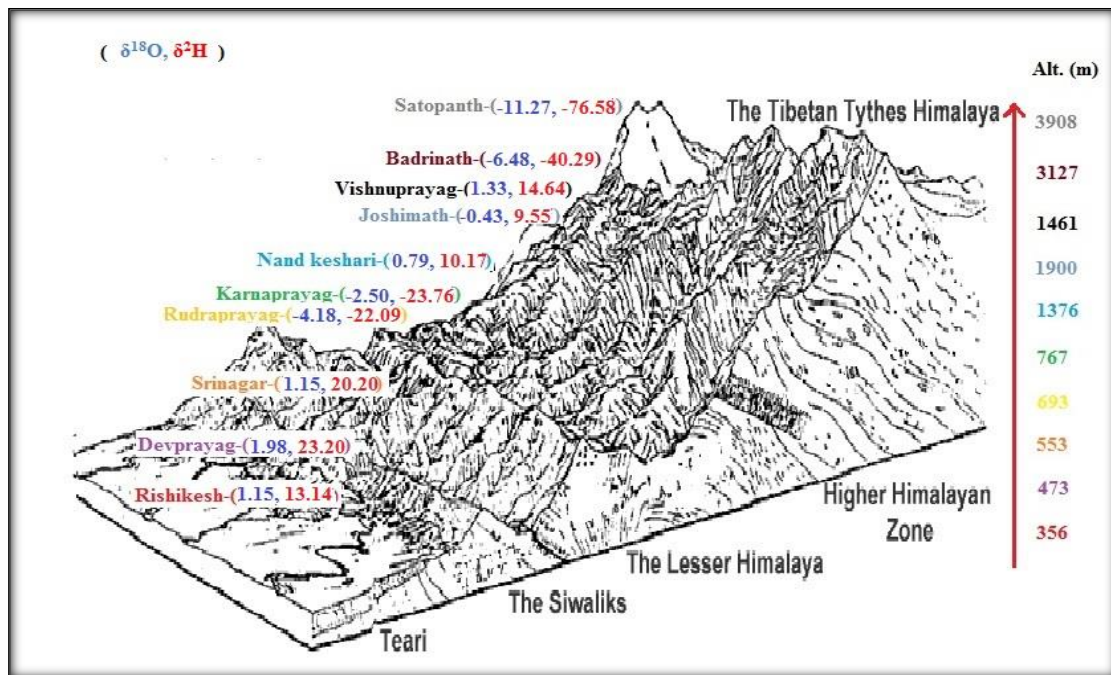 ( δ¹⁸O, δ²H )
Alt. (m)
Satopanth-(-11.27, -76.58)
The Tibetan Tythes Himalaya
3908
Badrinath-(-6.48, -40.29)
3127
Vishnuprayag-(1.33, 14.64)
Joshimath-(-0.43, 9.55)
1461
Nand keshari-(0.79, 10.17)
1900
Karnaprayag-(-2.50, -23.76)
Rudraprayag-(-4.18, -22.09)
1376
767
Srinagar-(1.15, 20.20)
693
Devprayag-(1.98, 23.20)
553
Rishikesh-(1.15, 13.14)
473
Higher Himalayan
Zone
356
The Lesser Himalaya
The Siwaliks
Teari